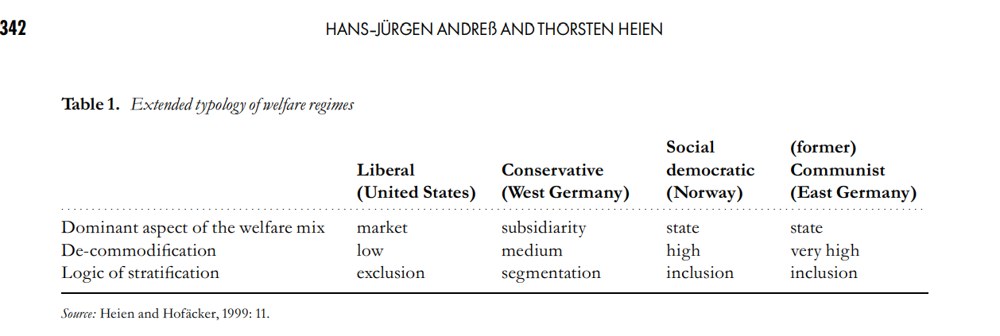 342
HANS–JÜRGEN ANDREß AND THORSTEN HEIEN
Table 1. Extended typology of welfare regimes
Social (former)
Liberal Conservative democratic Communist
(United States) (West Germany) (Norway) (East Germany)
Dominant aspect of the welfare mix market subsidiarity state state
De-commodification low medium high very high
Logic of stratification exclusion segmentation inclusion inclusion
Source: Heien and Hofäcker, 1999: 11.